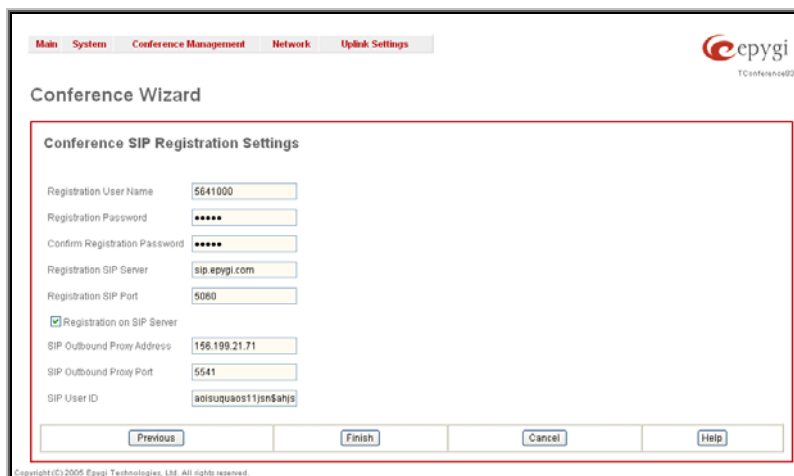 Main System Conference Management Network Uplink Settings
epygi
Conference Wizard
Conference SIP Registration Settings
Registration User Name 5641000
Registration Password •••••
Confirm Registration Password •••••
Registration SIP Server sip.epygi.com
Registration SIP Port 5060
Registration on SIP Server
SIP Outbound Proxy Address 156.199.21.71
SIP Outbound Proxy Port 5541
SIP User ID aoisuquaos11jsn$ahjs
Previous Finish Cancel Help
Copyright (C) 2005 Epygi Technologies, Ltd. All rights reserved.